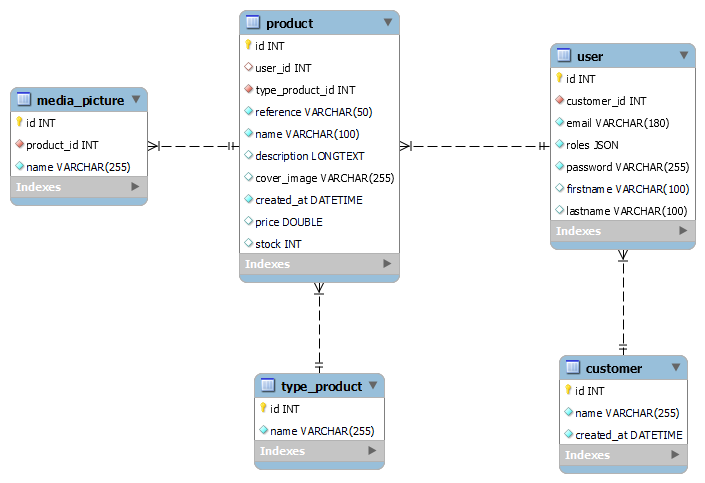 media_picture
id INT
product_id INT
name VARCHAR(255)
Indexes
product
id INT
user_id INT
type_product_id INT
reference VARCHAR(50)
name VARCHAR(100)
description LONGTEXT
cover_image VARCHAR(255)
created_at DATETIME
price DOUBLE
stock INT
Indexes
user
id INT
customer_id INT
email VARCHAR(180)
roles JSON
password VARCHAR(255)
firstname VARCHAR(100)
lastname VARCHAR(100)
Indexes
type_product
id INT
name VARCHAR(255)
Indexes
customer
id INT
name VARCHAR(255)
created_at DATETIME
Indexes